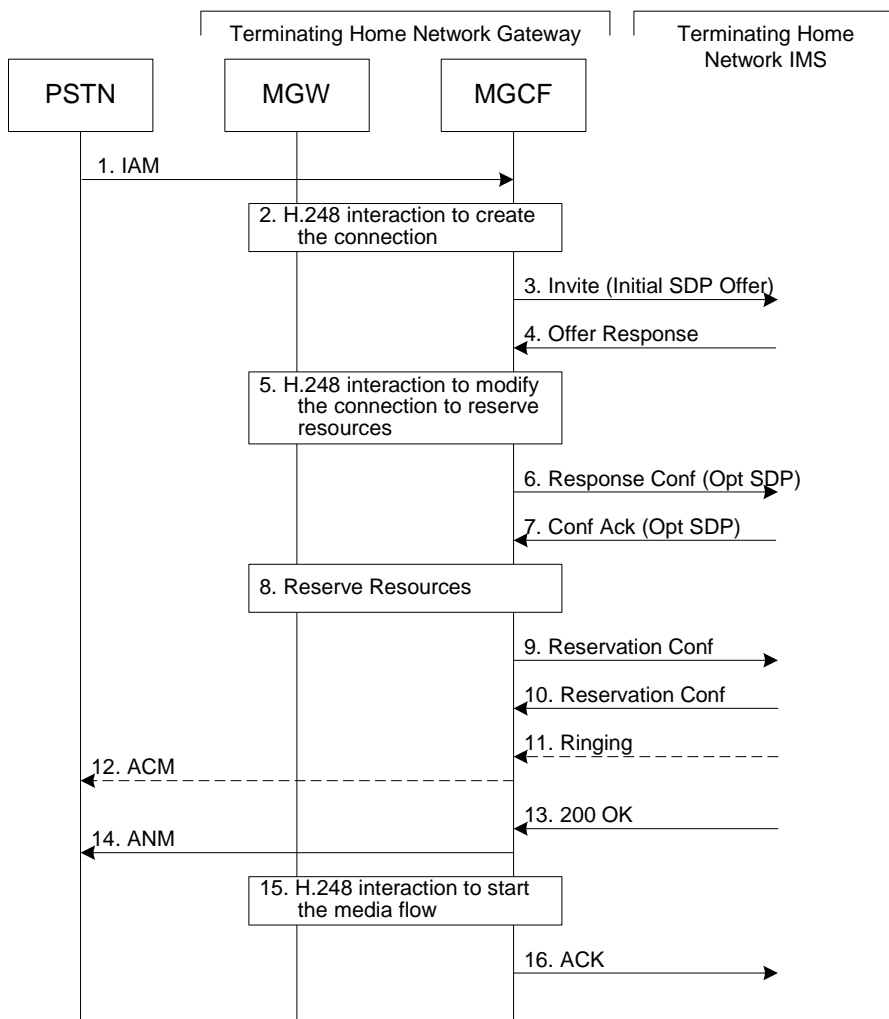 Terminating Home Network Gateway
Terminating Home
Network IMS
PSTN
MGW
MGCF
1. IAM
2. H.248 interaction to create
the connection
3. Invite (Initial SDP Offer)
4. Offer Response
5. H.248 interaction to modify
the connection to reserve
resources
6. Response Conf (Opt SDP)
7. Conf Ack (Opt SDP)
8. Reserve Resources
9. Reservation Conf
10. Reservation Conf
11. Ringing
12. ACM
13. 200 OK
14. ANM
15. H.248 interaction to start
the media flow
16. ACK